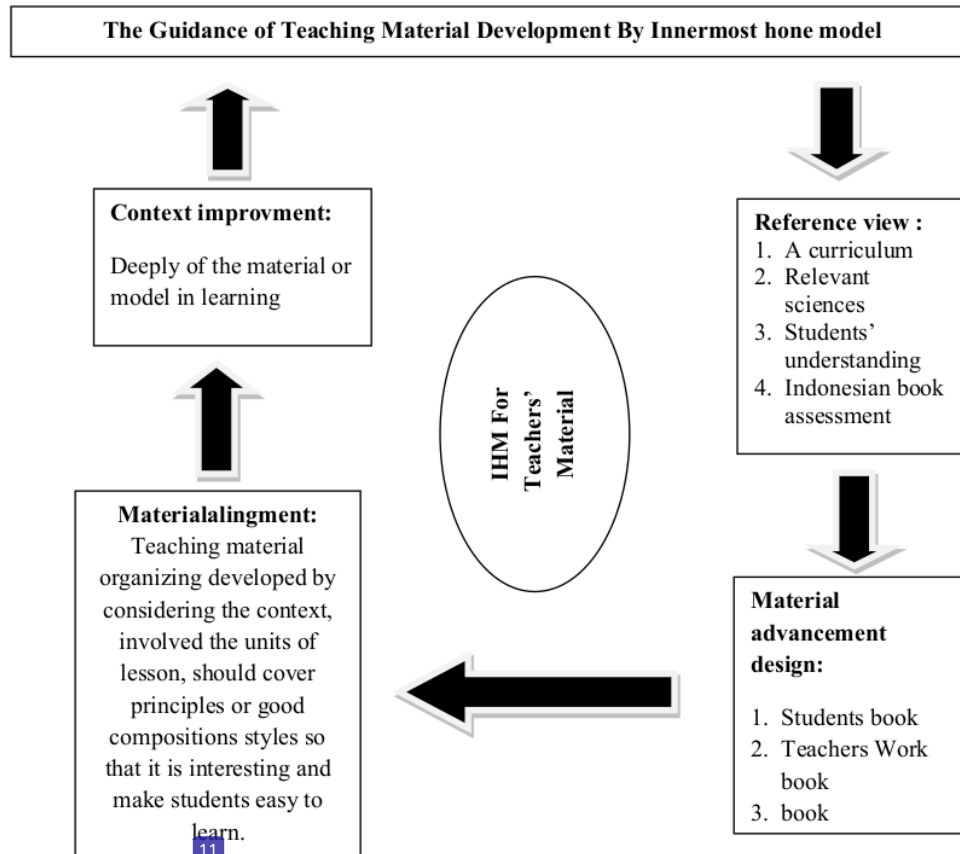 The Guidance of Teaching Material Development By Innermost hone model
Context improvment:
Deeply of the material or
model in learning
Reference view :
1. A curriculum
2. Relevant
sciences
3. Students’
understanding
4. Indonesian book
assessment
IHM For
Teachers’
Material
Materialalingment:
Teaching material
organizing developed by
considering the context,
involved the units of
lesson, should cover
principles or good
compositions styles so
that it is interesting and
make students easy to
learn.
11
Material
advancement
design:
1. Students book
2. Teachers Work
book
3. book